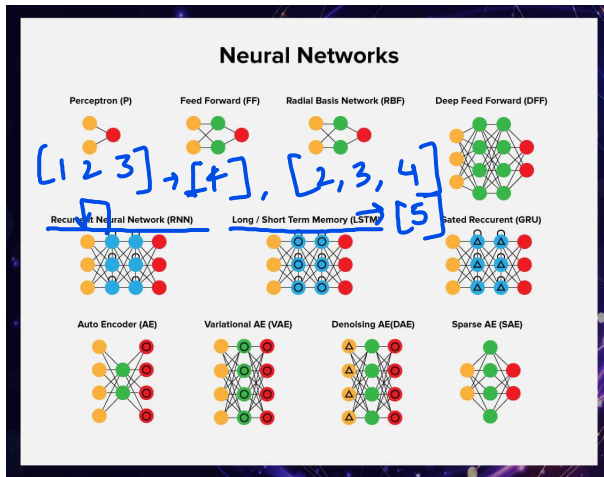 Neural Networks
Perceptron (P) Feed Forward (FF) Radial Basis Network (RBF) Deep Feed Forward (DFF)
[1 2 3] → [4], [2, 3, 4]
→ [5]
Recurrent Neural Network (RNN) Long / Short Term Memory (LSTM) Gated Reccurent (GRU)
Auto Encoder (AE) Variational AE (VAE) Denoising AE(DAE) Sparse AE (SAE)